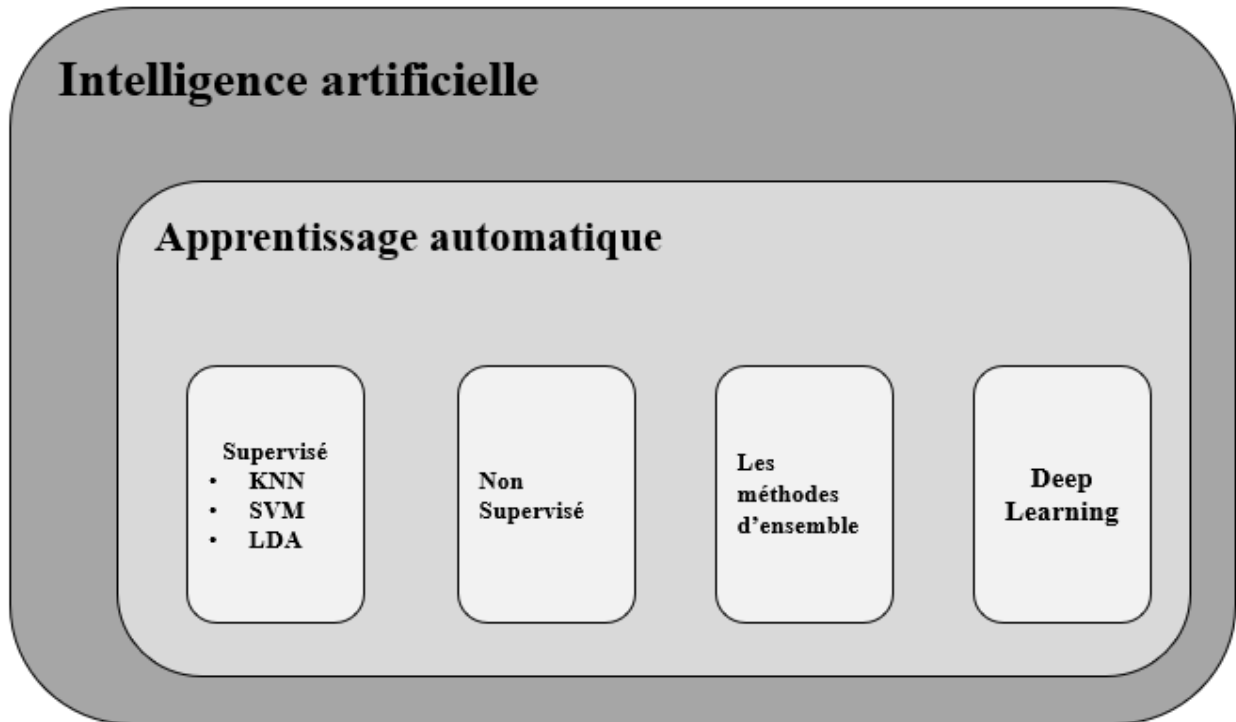 Intelligence artificielle
Apprentissage automatique
Supervisé
• KNN
• SVM
• LDA
Non
Supervisé
Les
méthodes
d’ensemble
Deep
Learning